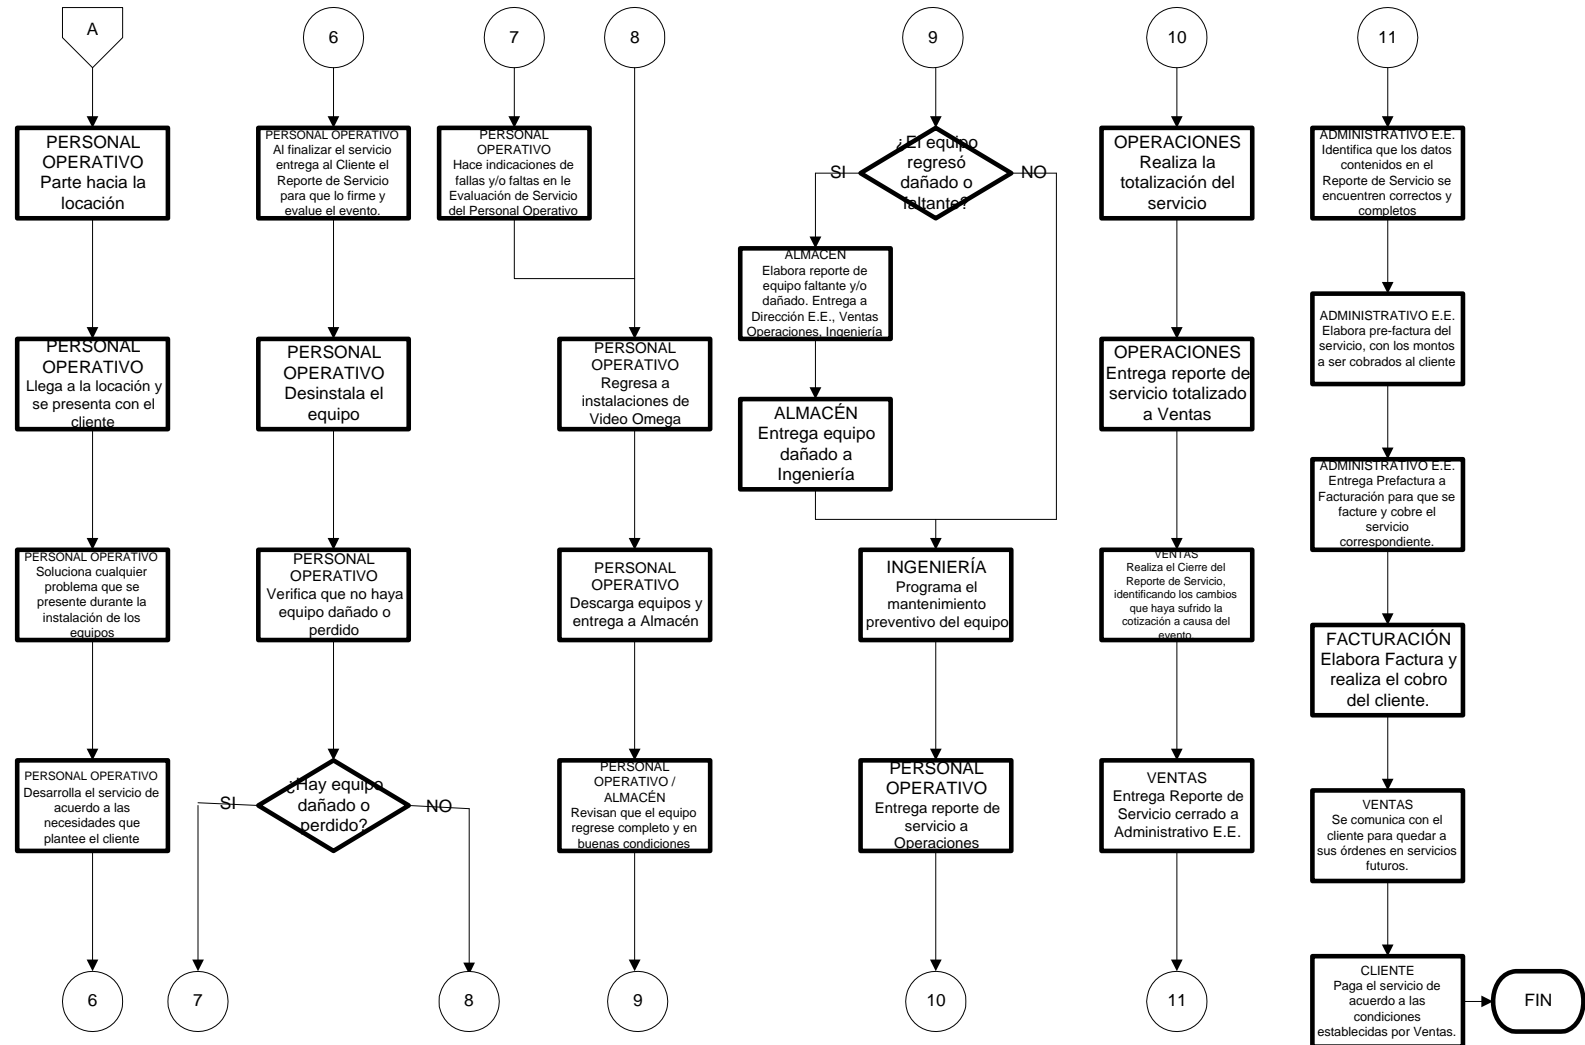 A
PERSONAL
OPERATIVO
Parte hacia la
locación
PERSONAL
OPERATIVO
Llega a la locación y
se presenta con el
cliente
PERSONAL OPERATIVO
Soluciona cualquier
problema que se
presente durante la
instalación de los
equipos
PERSONAL OPERATIVO
Desarrolla el servicio de
acuerdo a las
necesidades que
plantee el cliente
6
6
PERSONAL OPERATIVO
Al finalizar el servicio
entrega al Cliente el
Reporte de Servicio
para que lo firme y
evalue el evento.
PERSONAL
OPERATIVO
Desinstala el
equipo
PERSONAL
OPERATIVO
Verifica que no haya
equipo dañado o
perdido
¿Hay equipo
dañado o
perdido?
SI
NO
7
8
7
PERSONAL
OPERATIVO
Hace indicaciones de
fallas y/o faltas en le
Evaluación de Servicio
del Personal Operativo
8
PERSONAL
OPERATIVO
Regresa a
instalaciones de
Video Omega
PERSONAL
OPERATIVO
Descarga equipos y
entrega a Almacén
PERSONAL
OPERATIVO /
ALMACÉN
Revisan que el equipo
regrese completo y en
buenas condiciones
9
9
¿El equipo
regresó
dañado o
faltante?
SI
NO
ALMACÉN
Elabora reporte de
equipo faltante y/o
dañado. Entrega a
Dirección E.E., Ventas
Operaciones, Ingeniería
ALMACÉN
Entrega equipo
dañado a
Ingeniería
INGENIERÍA
Programa el
mantenimiento
preventivo del equipo
PERSONAL
OPERATIVO
Entrega reporte de
servicio a
Operaciones
10
10
OPERACIONES
Realiza la
totalización del
servicio
OPERACIONES
Entrega reporte de
servicio totalizado
a Ventas
VENTAS
Realiza el Cierre del
Reporte de Servicio,
identificando los cambios
que haya sufrido la
cotización a causa del
evento
VENTAS
Entrega Reporte de
Servicio cerrado a
Administrativo E.E.
11
11
ADMINISTRATIVO E.E.
Identifica que los datos
contenidos en el
Reporte de Servicio se
encuentren correctos y
completos
ADMINISTRATIVO E.E.
Elabora pre-factura del
servicio, con los montos
a ser cobrados al cliente
ADMINISTRATIVO E.E.
Entrega Prefactura a
Facturación para que se
facture y cobre el
servicio
correspondiente.
FACTURACIÓN
Elabora Factura y
realiza el cobro
del cliente.
VENTAS
Se comunica con el
cliente para quedar a
sus órdenes en servicios
futuros.
CLIENTE
Paga el servicio de
acuerdo a las
condiciones
establecidas por Ventas.
FIN